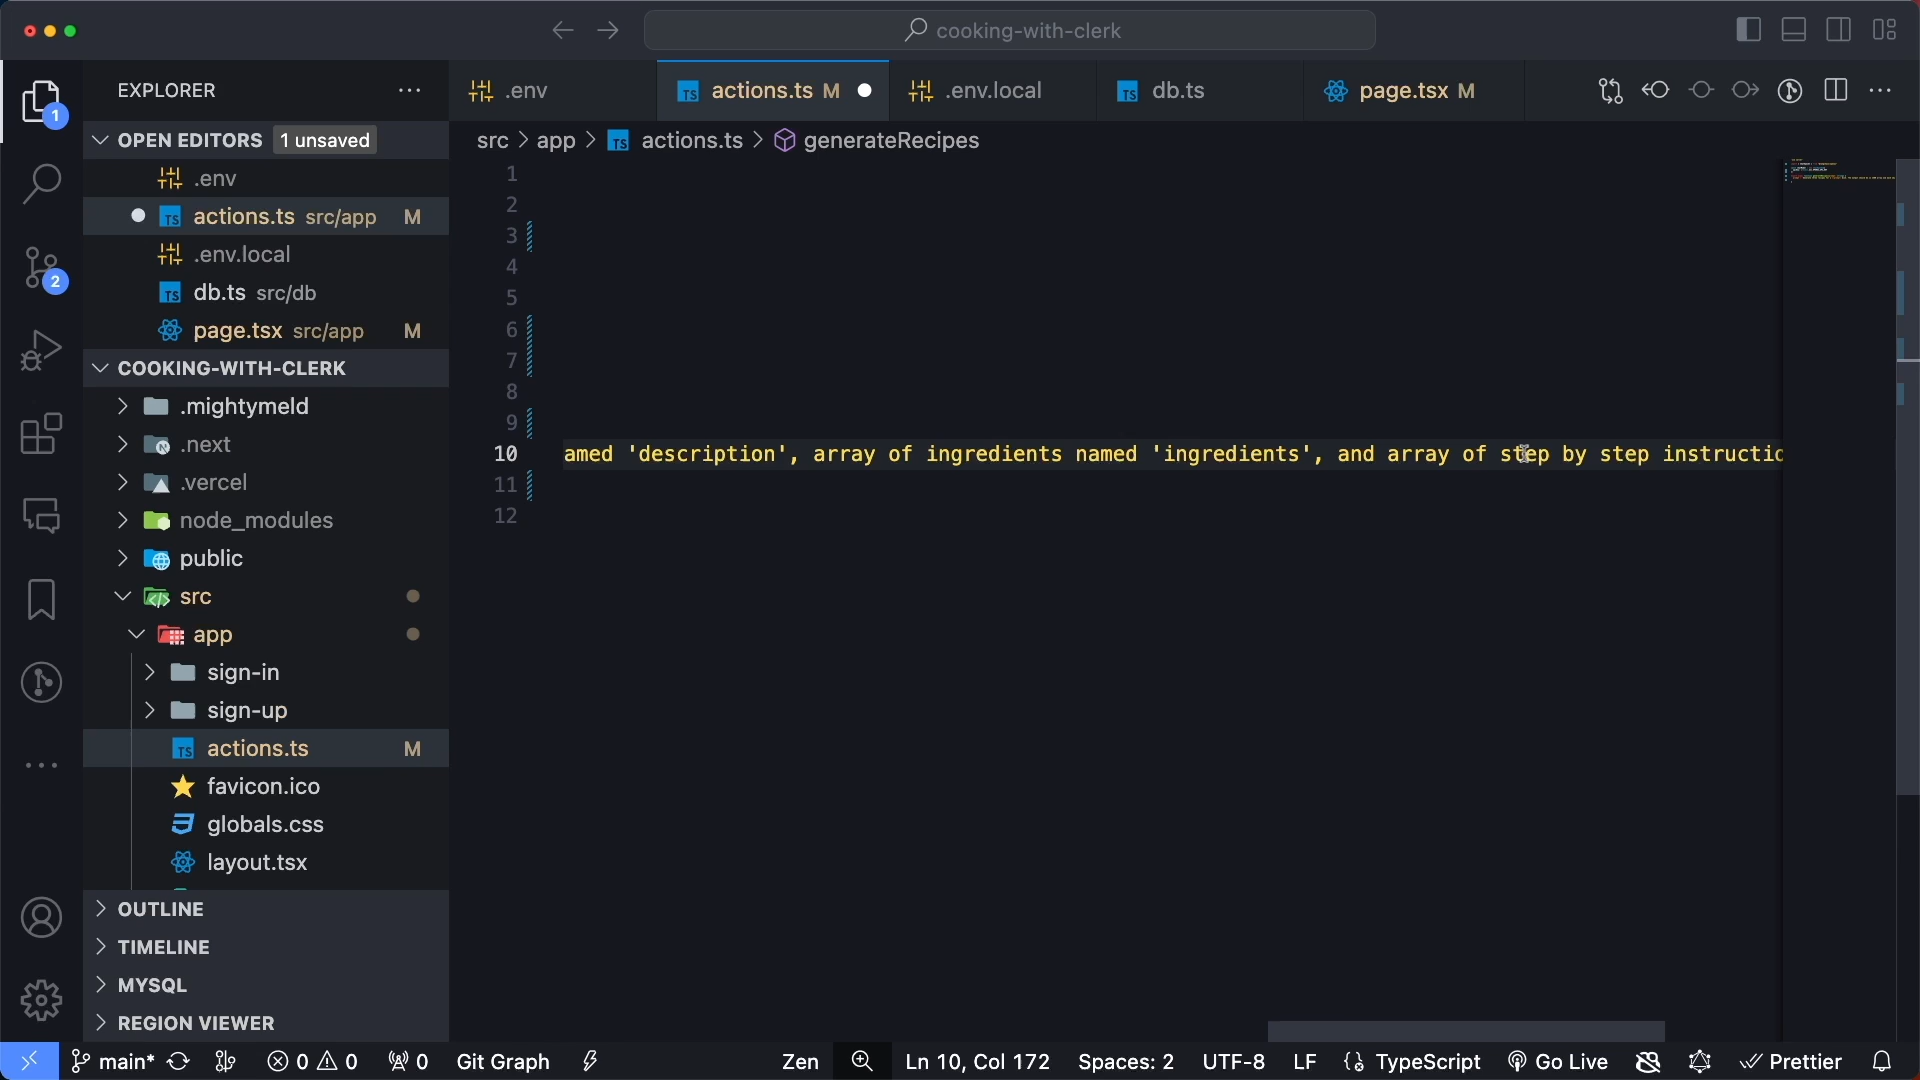 cooking-with-clerk
EXPLORER
.env
actions.ts M
.env.local
db.ts
page.tsx M
1
OPEN EDITORS 1 unsaved
src > app > TS actions.ts > generateRecipes
.env
actions.ts src/app M
.env.local
db.ts src/db
page.tsx src/app M
2
COOKING-WITH-CLERK
.mightymeld
.next
.vercel
node_modules
public
src
app
sign-in
sign-up
actions.ts M
favicon.ico
globals.css
layout.tsx
OUTLINE
TIMELINE
MYSQL
REGION VIEWER
1
2
3
4
5
6
7
8
9
10 amed 'description', array of ingredients named 'ingredients', and array of step by step instructio
11
12
main* 0 0 0 Git Graph Zen Ln 10, Col 172 Spaces: 2 UTF-8 LF TypeScript Go Live Prettier